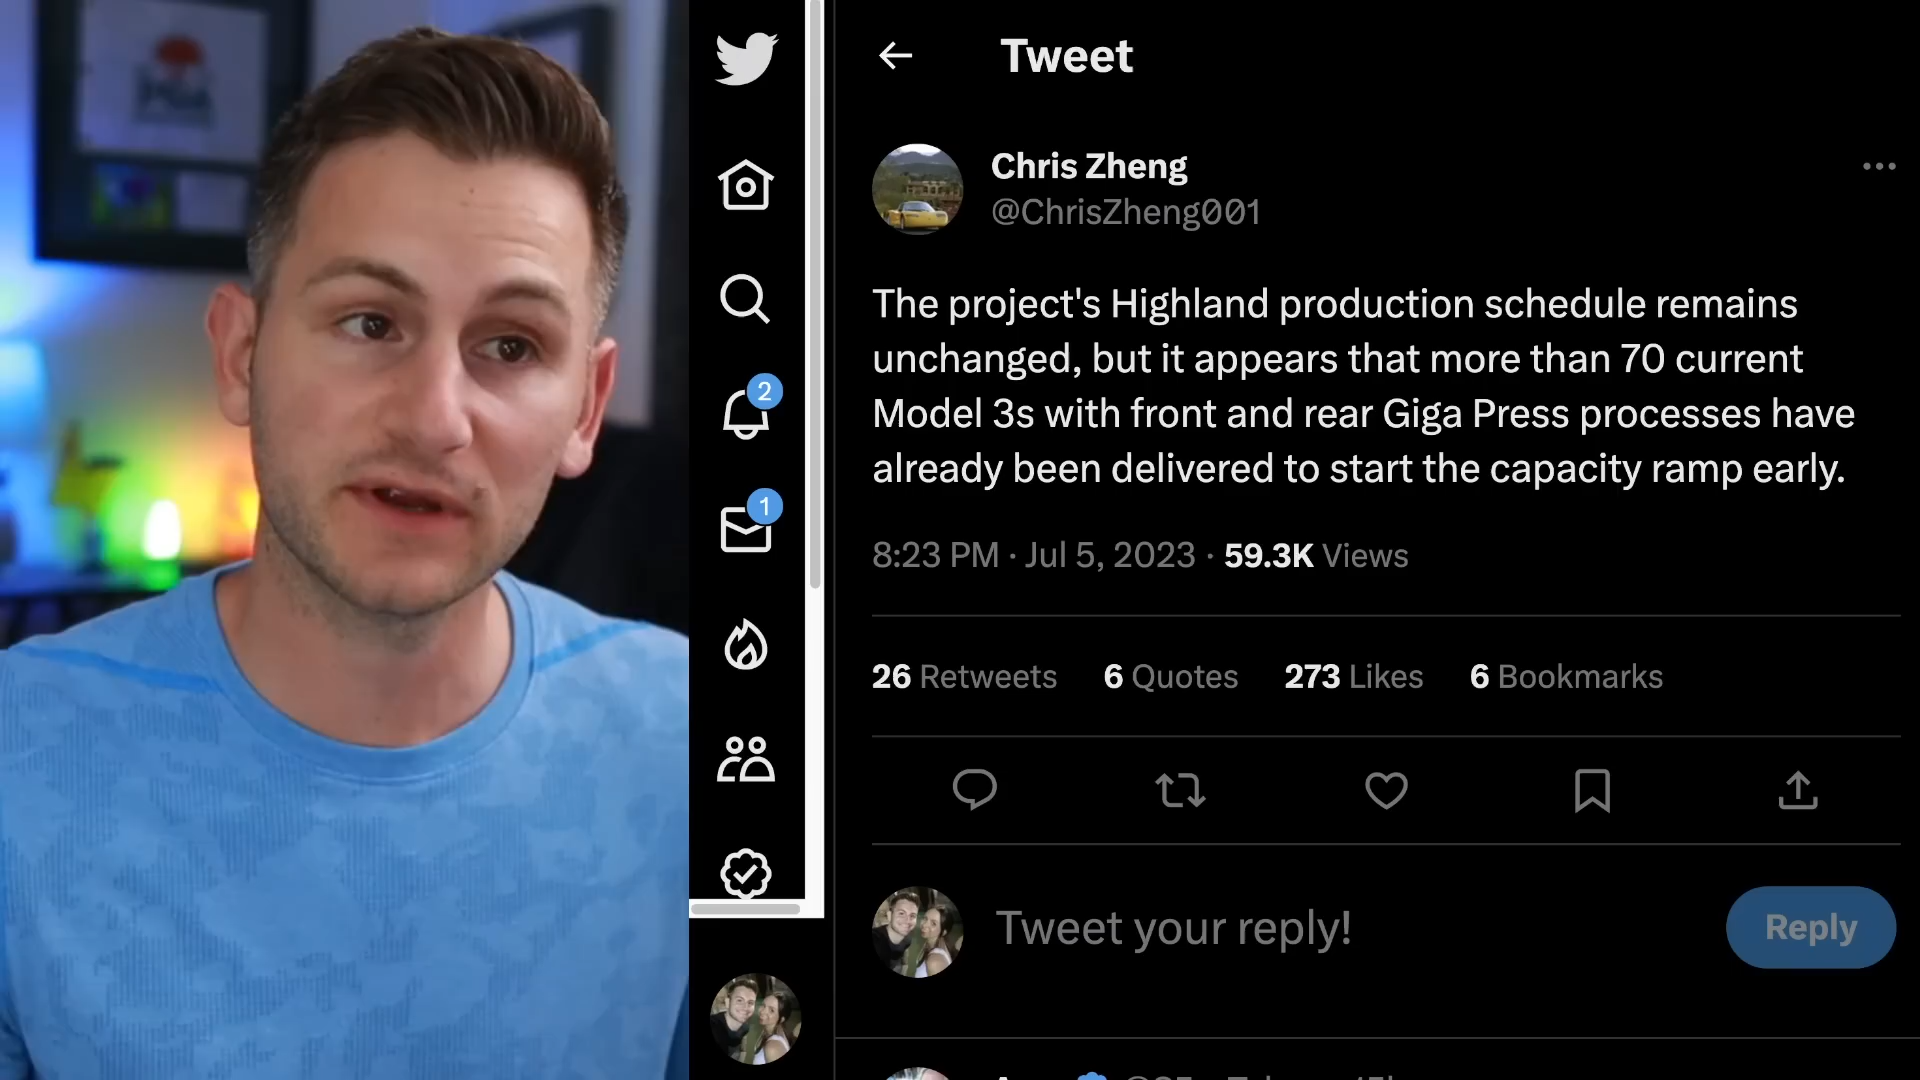 Tweet
Chris Zheng
@ChrisZheng001
The project's Highland production schedule remains
unchanged, but it appears that more than 70 current
Model 3s with front and rear Giga Press processes have
already been delivered to start the capacity ramp early.
8:23 PM · Jul 5, 2023 · 59.3K Views
26 Retweets 6 Quotes 273 Likes 6 Bookmarks
2
1
Tweet your reply!
Reply